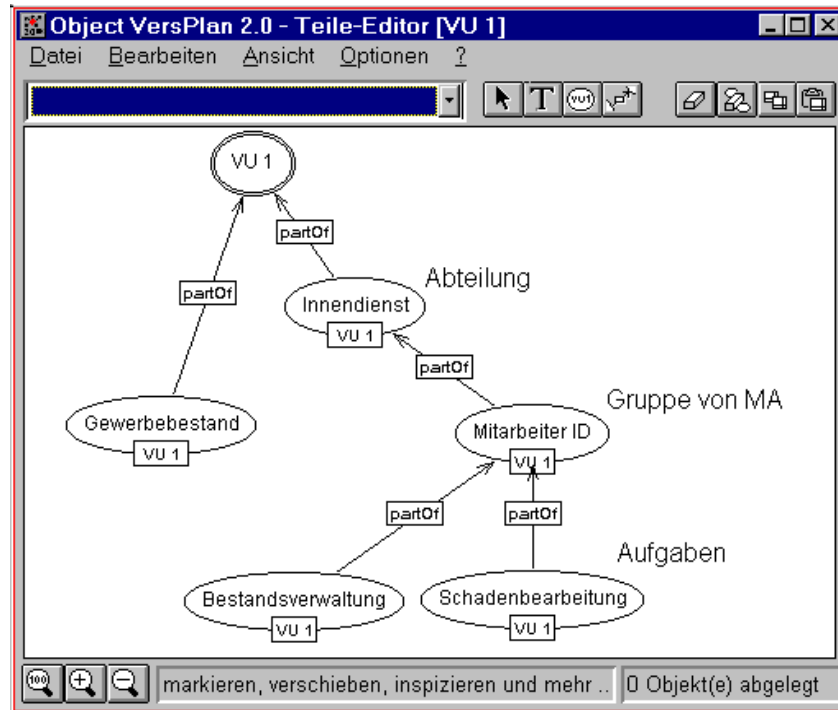 Object VersPlan 2.0 - Teile-Editor [VU 1]
Datei Bearbeiten Ansicht Optionen ?
T VU1
VU 1
partOf
Abteilung
partOf
Innendienst
VU 1
partOf
Gruppe von MA
Gewerbebestand
VU 1
Mitarbeiter ID
VU 1
partOf partOf
Aufgaben
Bestandsverwaltung
VU 1
Schadenbearbeitung
VU 1
100 markieren, verschieben, inspizieren und mehr .. 0 Objekt(e) abgelegt